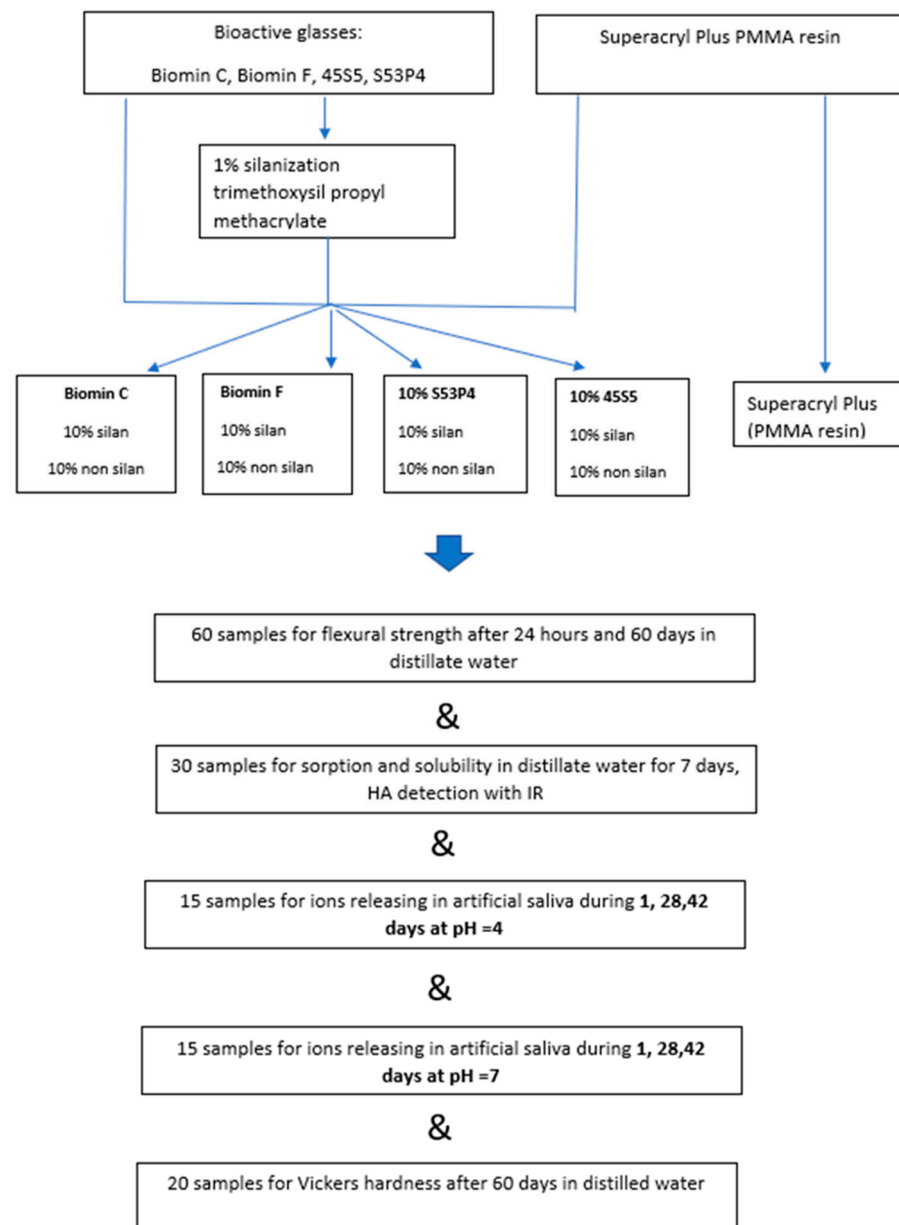 Bioactive glasses:
Biomin C, Biomin F, 45S5, S53P4
Superacryl Plus PMMA resin
1% silanization
trimethoxysil propyl
methacrylate
Biomin C
10% silan
10% non silan
Biomin F
10% silan
10% non silan
10% S53P4
10% silan
10% non silan
10% 45S5
10% silan
10% non silan
Superacryl Plus
(PMMA resin)
60 samples for flexural strength after 24 hours and 60 days in
distillate water
&
30 samples for sorption and solubility in distillate water for 7 days,
HA detection with IR
&
15 samples for ions releasing in artificial saliva during 1, 28,42
days at pH =4
&
15 samples for ions releasing in artificial saliva during 1, 28,42
days at pH =7
&
20 samples for Vickers hardness after 60 days in distilled water